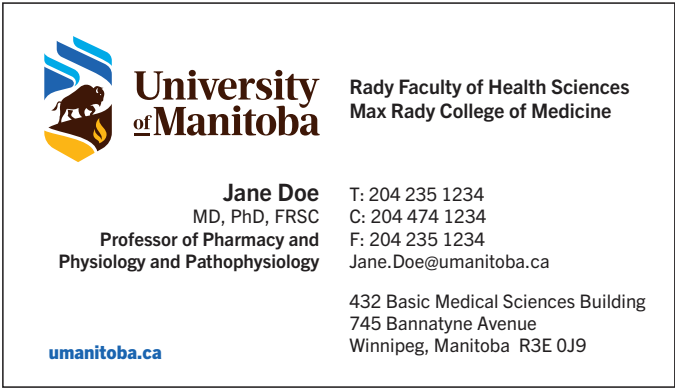 University
of Manitoba
Rady Faculty of Health Sciences
Max Rady College of Medicine
Jane Doe
MD, PhD, FRSC
Professor of Pharmacy and
Physiology and Pathophysiology
T: 204 235 1234
C: 204 474 1234
F: 204 235 1234
Jane.Doe@umanitoba.ca
432 Basic Medical Sciences Building
745 Bannatyne Avenue
Winnipeg, Manitoba  R3E 0J9
umanitoba.ca